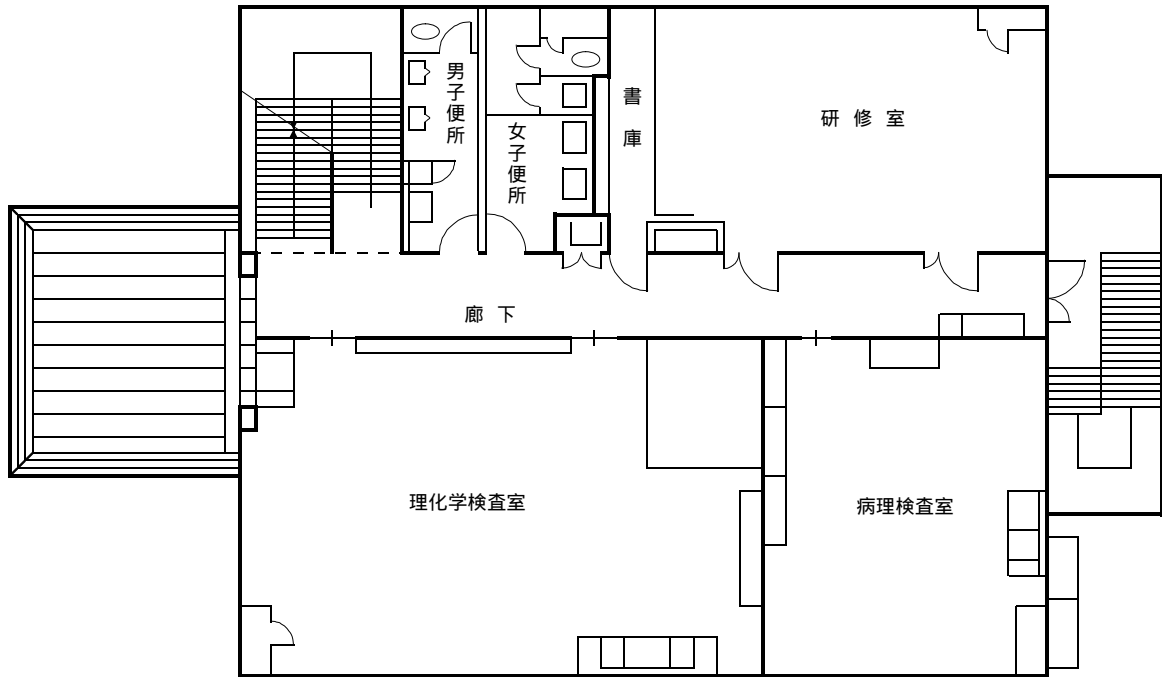 男子便所
女子便所
書庫
研修室
廊下
理化学検査室
病理検査室